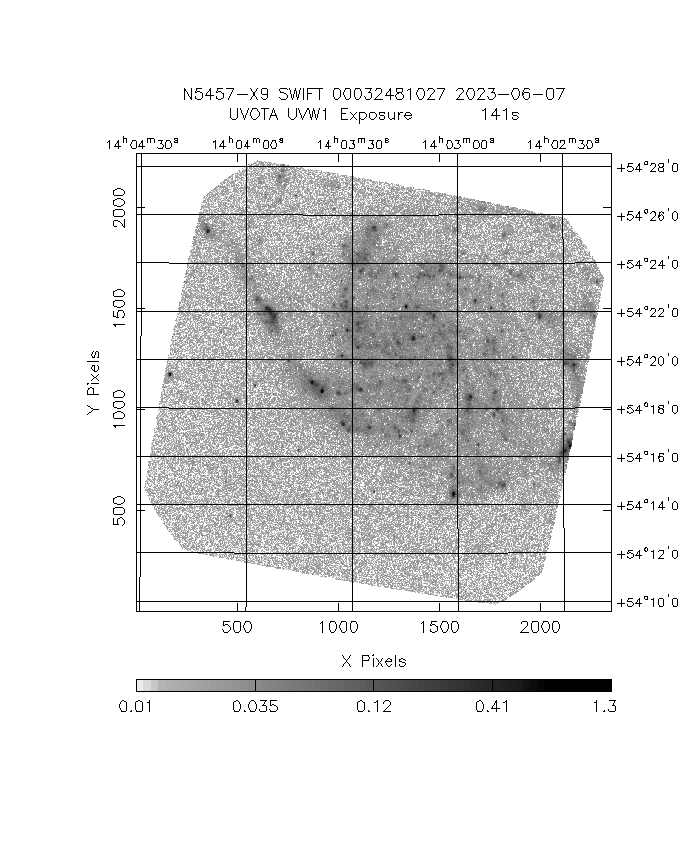 N5457-X9 SWIFT 00032481027 2023-06-07
UVOTA UVW1 Exposure 141s
14ʰ04ᵐ30ˢ 14ʰ04ᵐ00ˢ 14ʰ03ᵐ30ˢ 14ʰ03ᵐ00ˢ 14ʰ02ᵐ30ˢ
+54°28'0
2000
+54°26'0
+54°24'0
1500
+54°22'0
+54°20'0
Y Pixels
1000
+54°18'0
+54°16'0
500
+54°14'0
+54°12'0
+54°10'0
500 1000 1500 2000
X Pixels
0.01 0.035 0.12 0.41 1.3